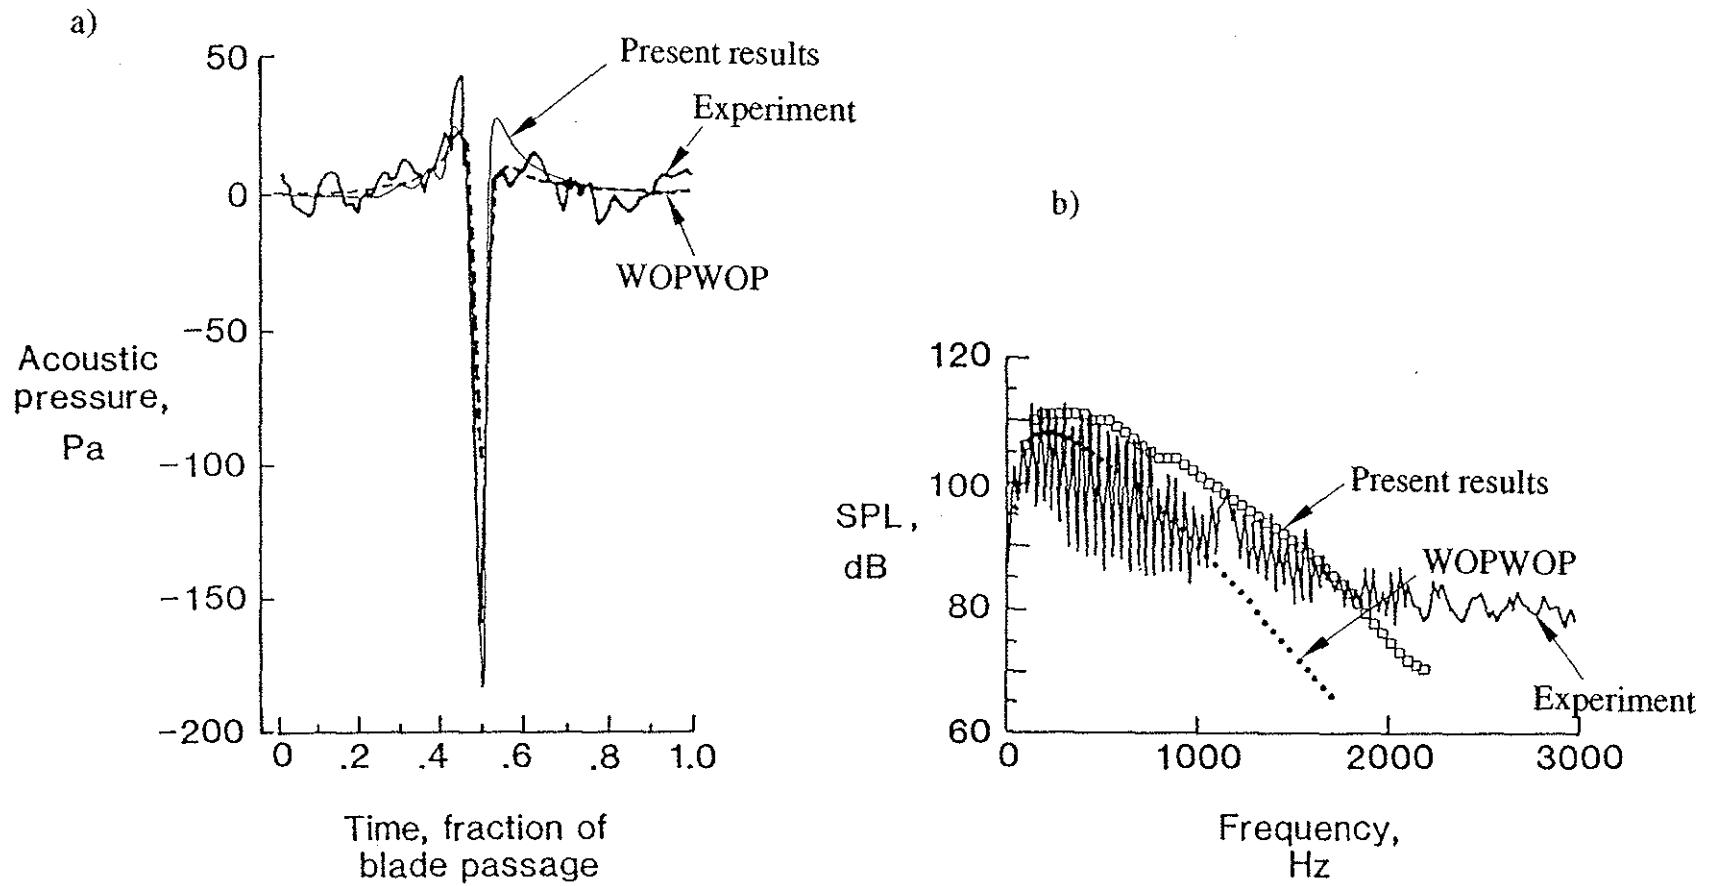 a)
Present results
Experiment
WOPWOP
50
0
-50
-100
-150
-200
Acoustic
pressure,
Pa
0 .2 .4 .6 .8 1.0
Time, fraction of
blade passage
b)
120
100
80
60
SPL,
dB
Present results
WOPWOP
Experiment
0 1000 2000 3000
Frequency,
Hz